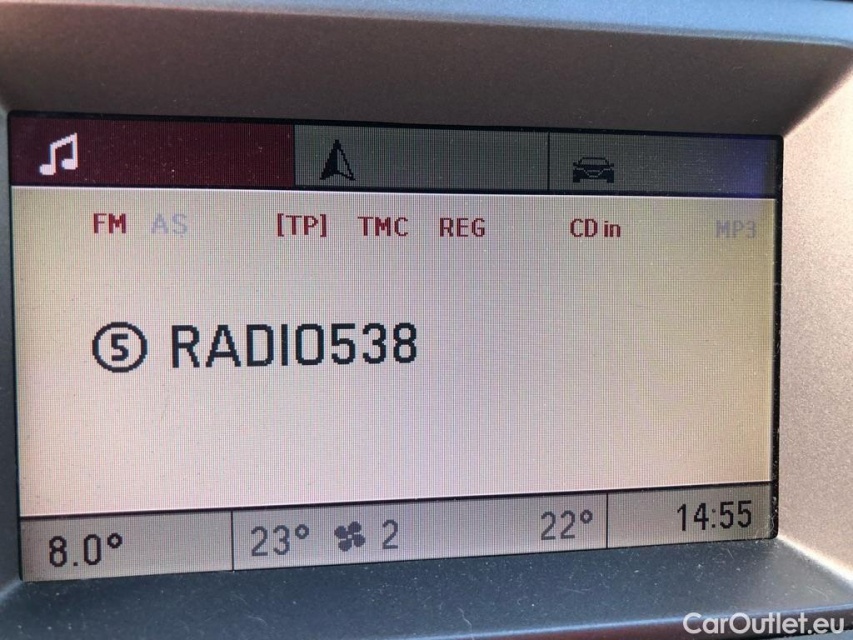 FM AS [TP] TMC REG CD in MP3
5 RADIO538
8.0° 23° 2 22° 14:55
CarOutlet.eu